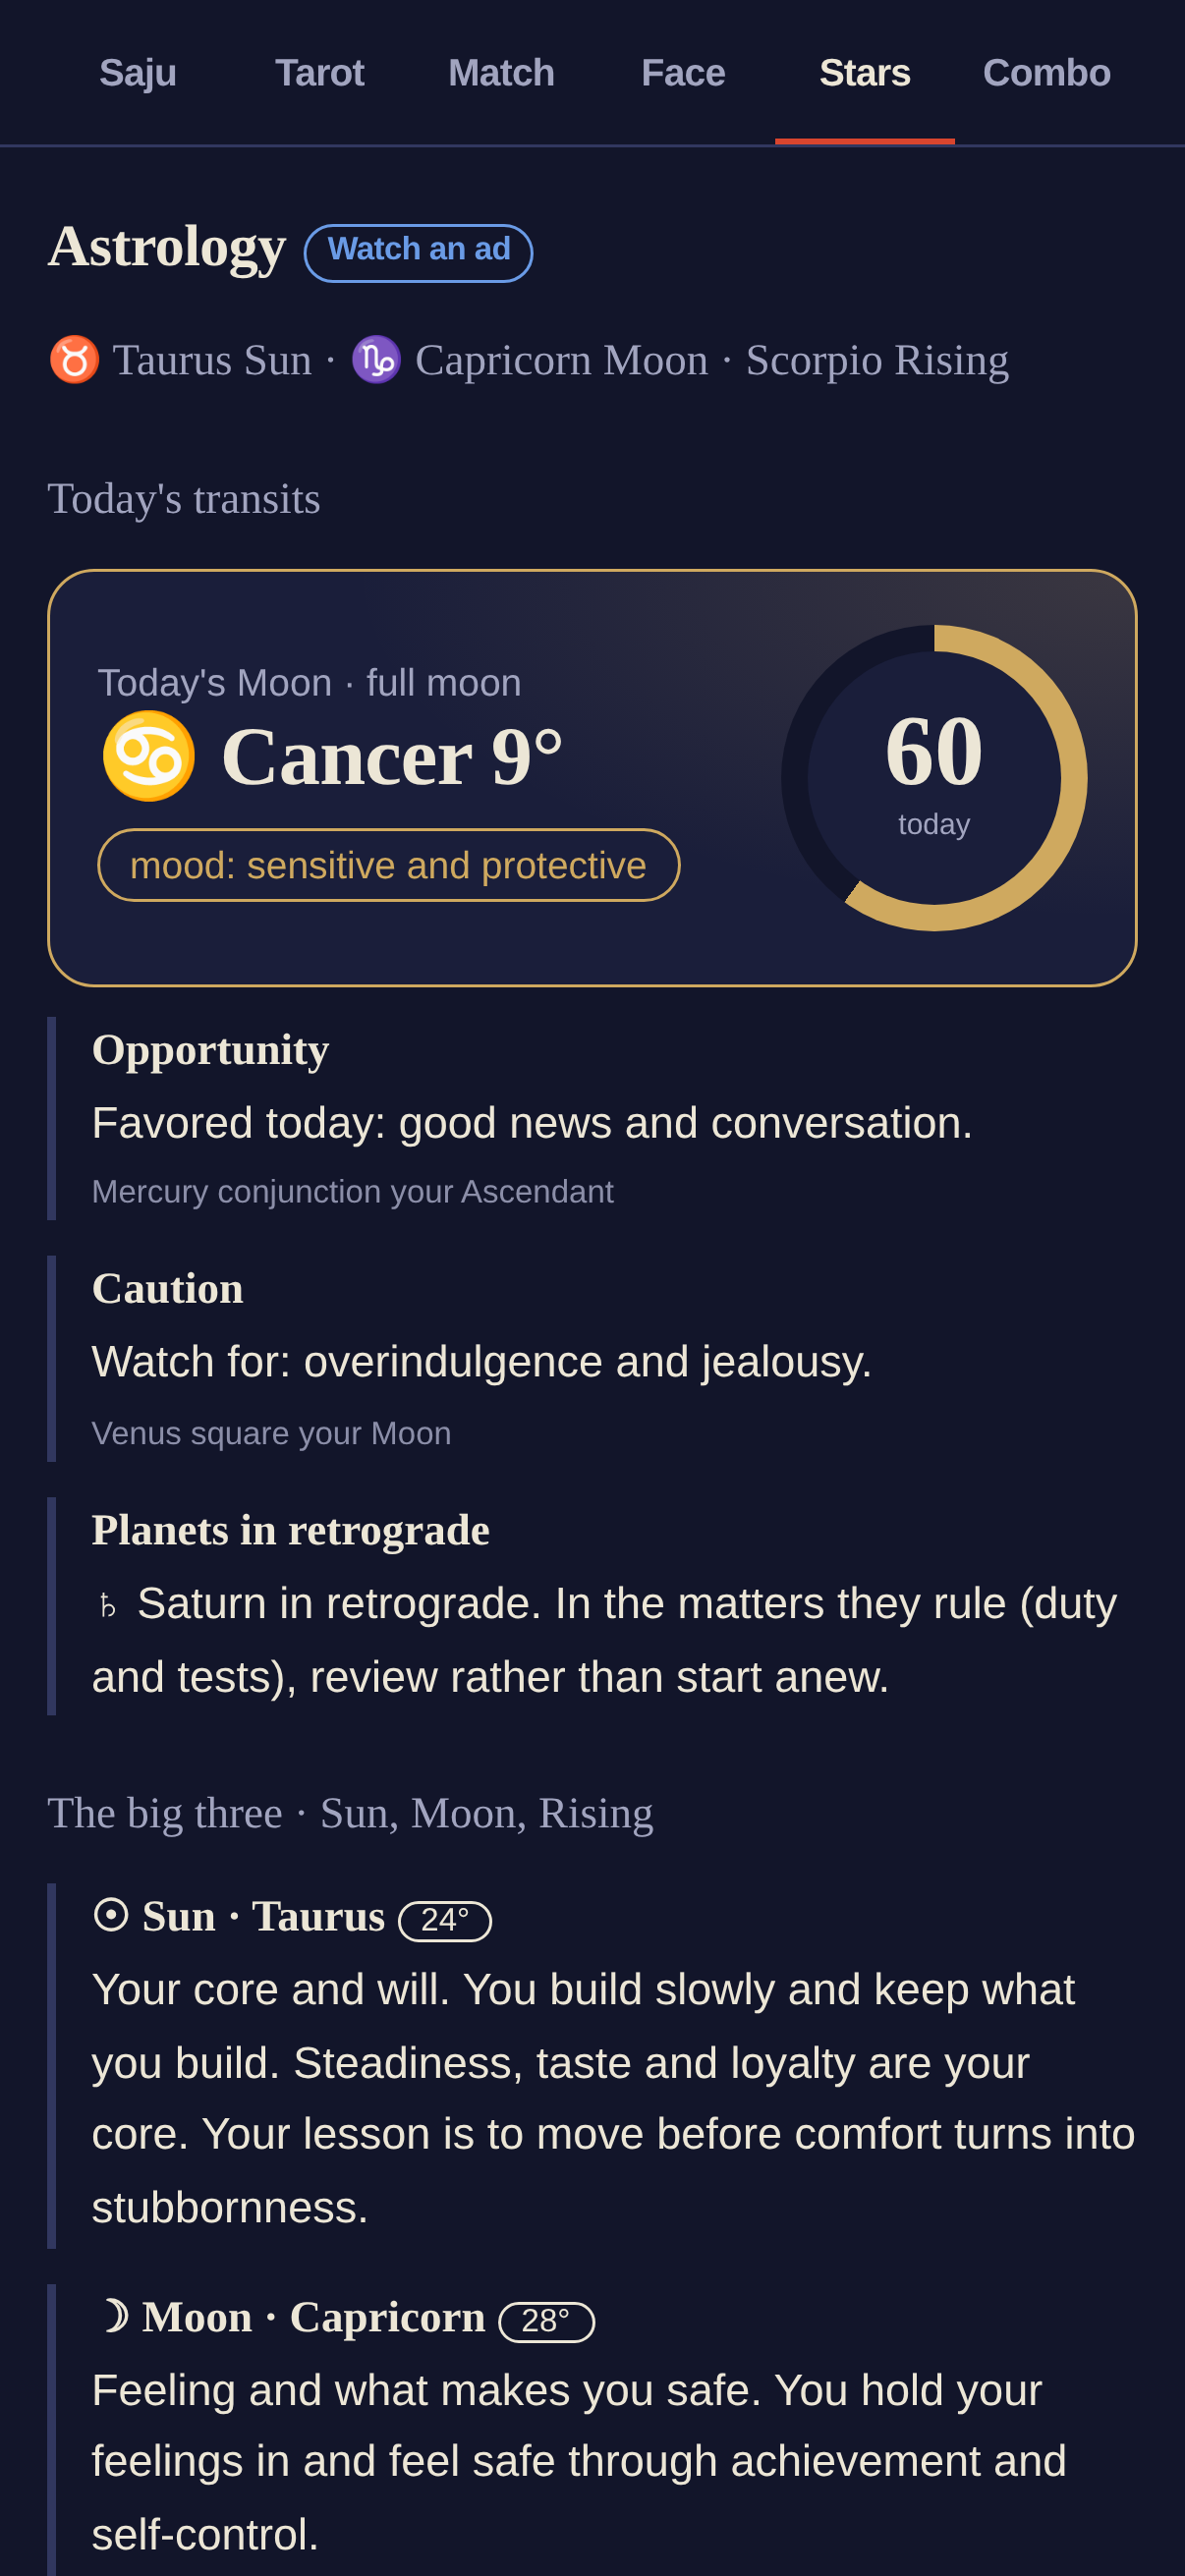 Saju Tarot Match Face Stars Combo
Astrology Watch an ad
♉ Taurus Sun · ♑ Capricorn Moon · Scorpio Rising
Today's transits
Today's Moon · full moon
♋ Cancer 9°
mood: sensitive and protective
60
today
Opportunity
Favored today: good news and conversation.
Mercury conjunction your Ascendant
Caution
Watch for: overindulgence and jealousy.
Venus square your Moon
Planets in retrograde
♄ Saturn in retrograde. In the matters they rule (duty
and tests), review rather than start anew.
The big three · Sun, Moon, Rising
☉ Sun · Taurus 24°
Your core and will. You build slowly and keep what
you build. Steadiness, taste and loyalty are your
core. Your lesson is to move before comfort turns into
stubbornness.
☽ Moon · Capricorn 28°
Feeling and what makes you safe. You hold your
feelings in and feel safe through achievement and
self-control.